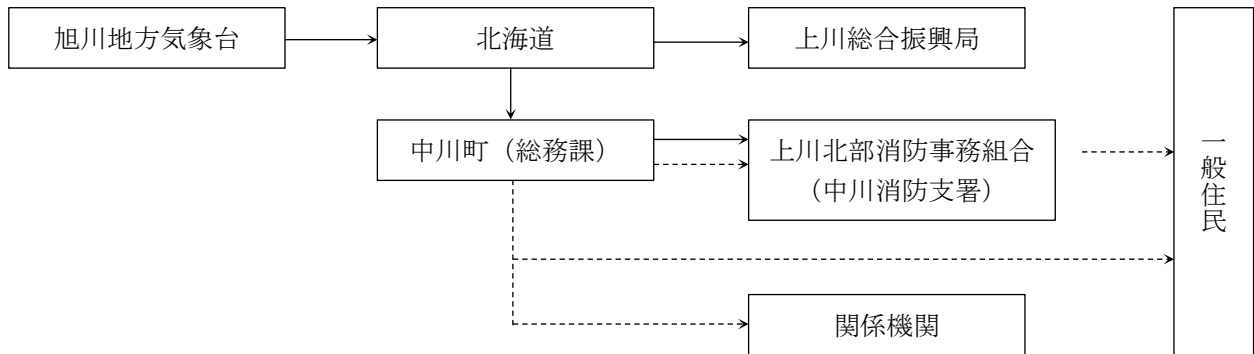 旭川地方気象台
北海道
上川総合振興局
中川町（総務課）
上川北部消防事務組合
（中川消防支署）
一般住民
関係機関